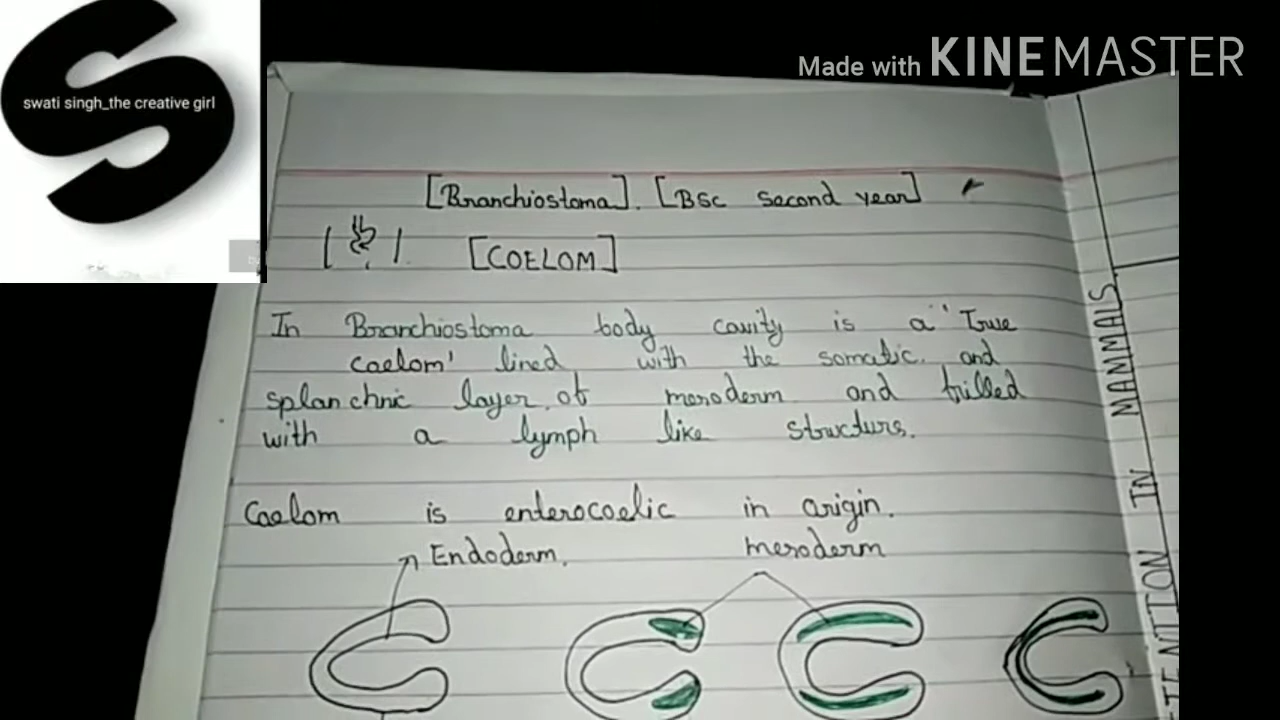 Made with KINEMASTER
swati singh_the creative girl
[Branchiostoma]. [BSc second year]
[COELOM]
In Branchiostoma body cavity is a 'True
coelom' lined with the somatic. and
splanchnic layer of mesoderm and filled
with a lymph like structurs.
Coelom is enterocoelic in origin.
Endoderm.
mesoderm
IN MAMMALS